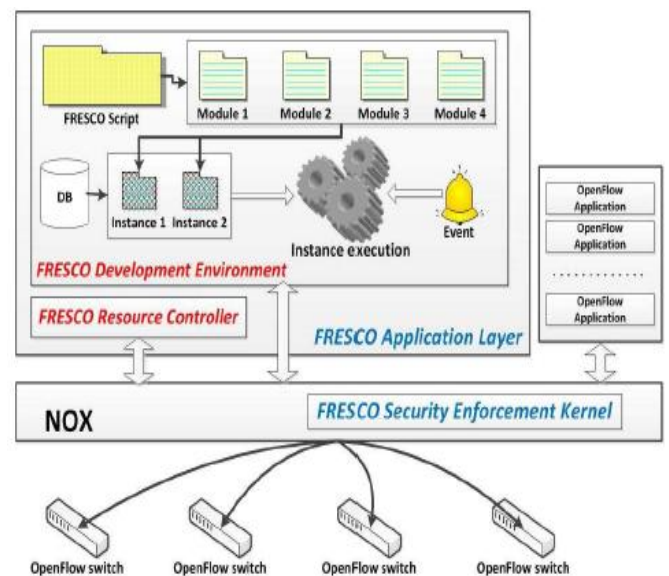 FRESCO Script
Module 1
Module 2
Module 3
Module 4
DB
Instance 1
Instance 2
Instance execution
Event
FRESCO Development Environment
FRESCO Resource Controller
FRESCO Application Layer
OpenFlow
Application
OpenFlow
Application
. . . . . . . . . . . .
OpenFlow
Application
NOX
FRESCO Security Enforcement Kernel
OpenFlow switch
OpenFlow switch
OpenFlow switch
OpenFlow switch